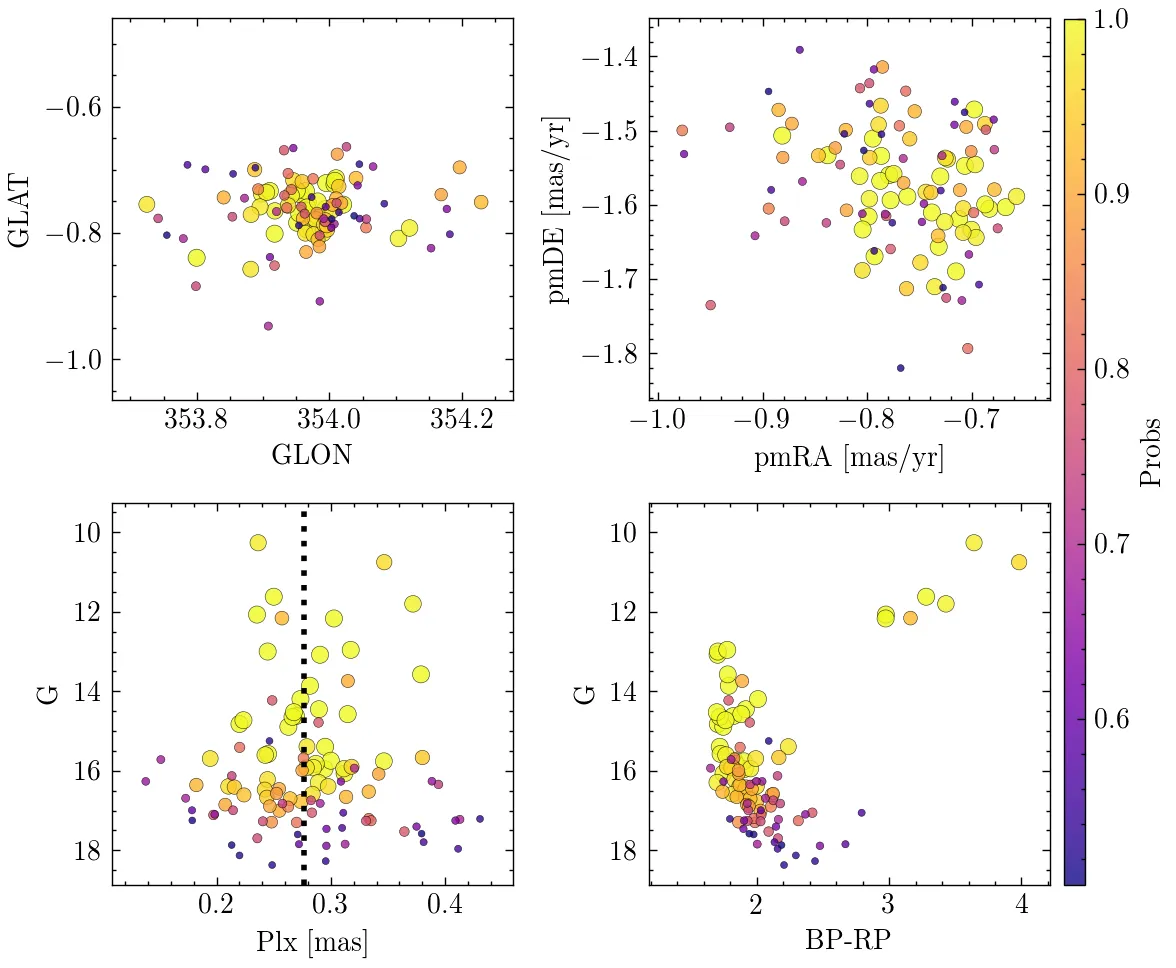 −0.6
−0.8
−1.0
GLAT
353.8 354.0 354.2
GLON
−1.4
−1.5
−1.6
−1.7
−1.8
pmDE [mas/yr]
−1.0 −0.9 −0.8 −0.7
pmRA [mas/yr]
1.0
0.9
0.8
0.7
0.6
Probs
10
12
14
16
18
G
0.2 0.3 0.4
Plx [mas]
10
12
14
16
18
G
2 3 4
BP-RP